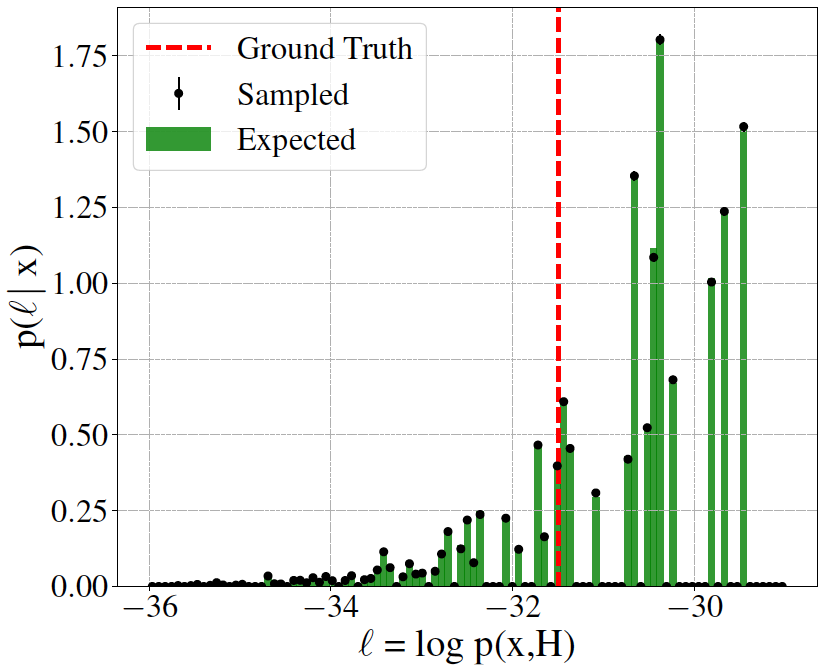 Ground Truth
Sampled
Expected
1.75
1.50
1.25
1.00
0.75
0.50
0.25
0.00
p(ℓ | x)
−36
−34
−32
−30
ℓ = log p(x,H)